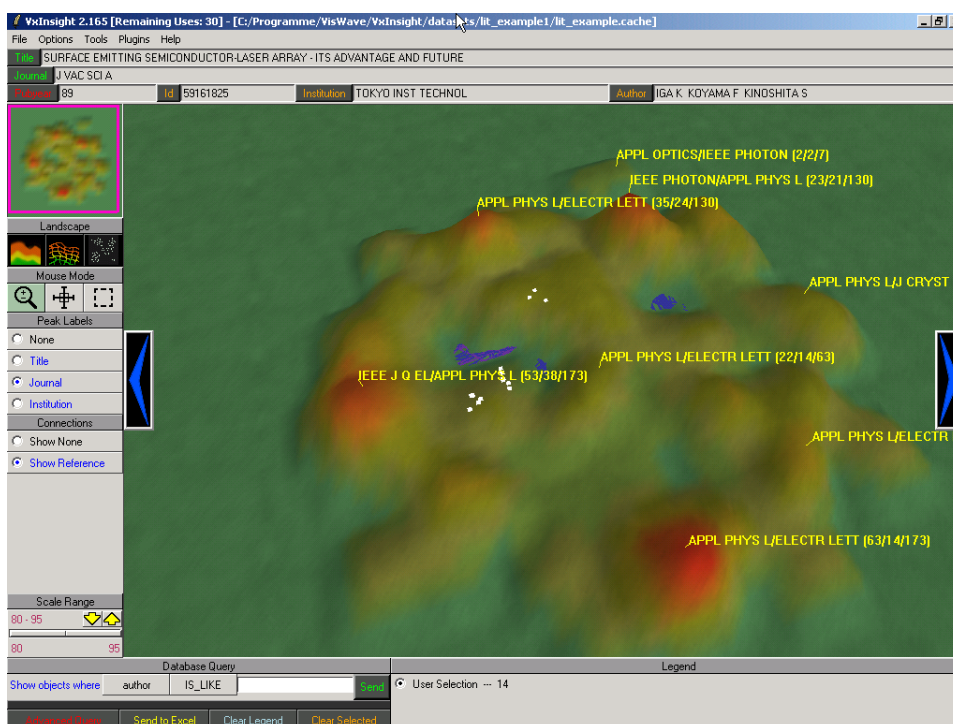 VxInsight 2.165 [Remaining Uses: 30] - [C:/Programme/VisWave/VxInsight/datasets/lit_example1/lit_example.cache]
File Options Tools Plugins Help
Title SURFACE EMITTING SEMICONDUCTOR-LASER ARRAY - ITS ADVANTAGE AND FUTURE
Journal J VAC SCI A
89 Id 59161825 Institution TOKYO INST TECHNOL Author IGA K KOYAMA F KINOSHITA S
APPL OPTICS/IEEE PHOTON (2/2/7)
IEEE PHOTON/APPL PHYS L (23/21/130)
APPL PHYS L/ELECTR LETT (35/24/130)
APPL PHYS L/J CRYST
APPL PHYS L/ELECTR LETT (22/14/63)
IEEE J Q EL/APPL PHYS L (53/38/173)
APPL PHYS L/ELECTR
APPL PHYS L/ELECTR LETT (63/14/173)
Landscape
Mouse Mode
Peak Labels
None
Title
Journal
Institution
Connections
Show None
Show Reference
Scale Range
80 - 95
80 95
Database Query
Show objects where author IS_LIKE Send
Send to Excel Clear Legend Clear Selected
Legend
User Selection --- 14